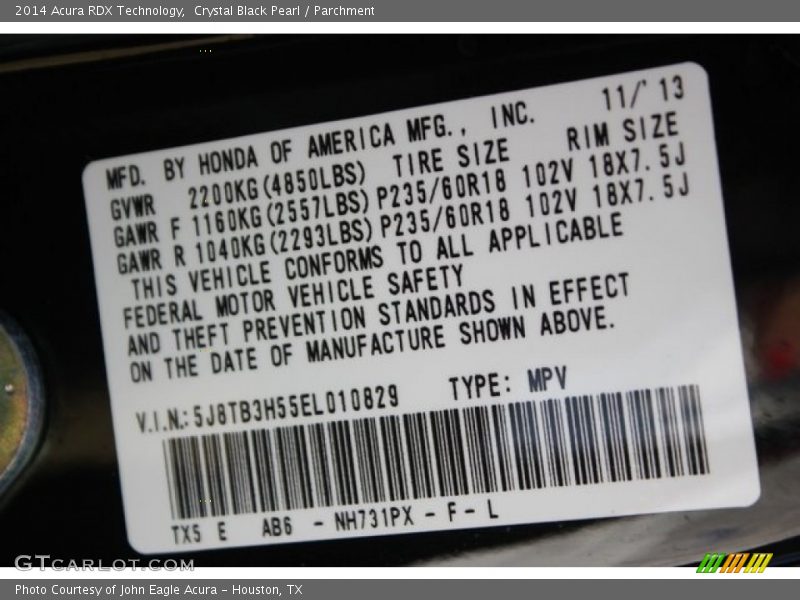 2014 Acura RDX Technology,  Crystal Black Pearl / Parchment
MFD. BY HONDA OF AMERICA MFG., INC. 11/'13
GVWR 2200KG(4850LBS) TIRE SIZE RIM SIZE
GAWR F 1160KG(2557LBS) P235/60R18 102V 18X7.5J
GAWR R 1040KG(2293LBS) P235/60R18 102V 18X7.5J
THIS VEHICLE CONFORMS TO ALL APPLICABLE
FEDERAL MOTOR VEHICLE SAFETY
AND THEFT PREVENTION STANDARDS IN EFFECT
ON THE DATE OF MANUFACTURE SHOWN ABOVE.
V.I.N.:5J8TB3H55EL010829 TYPE: MPV
TX5 E AB6 - NH731PX - F - L
GTCARLOT.COM
Photo Courtesy of John Eagle Acura - Houston, TX